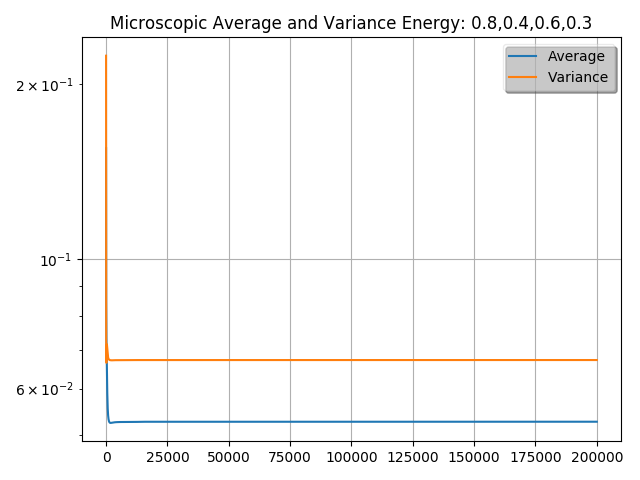 Microscopic Average and Variance Energy: 0.8,0.4,0.6,0.3
Average
Variance
2 × 10⁻¹
10⁻¹
6 × 10⁻²
0 25000 50000 75000 100000 125000 150000 175000 200000